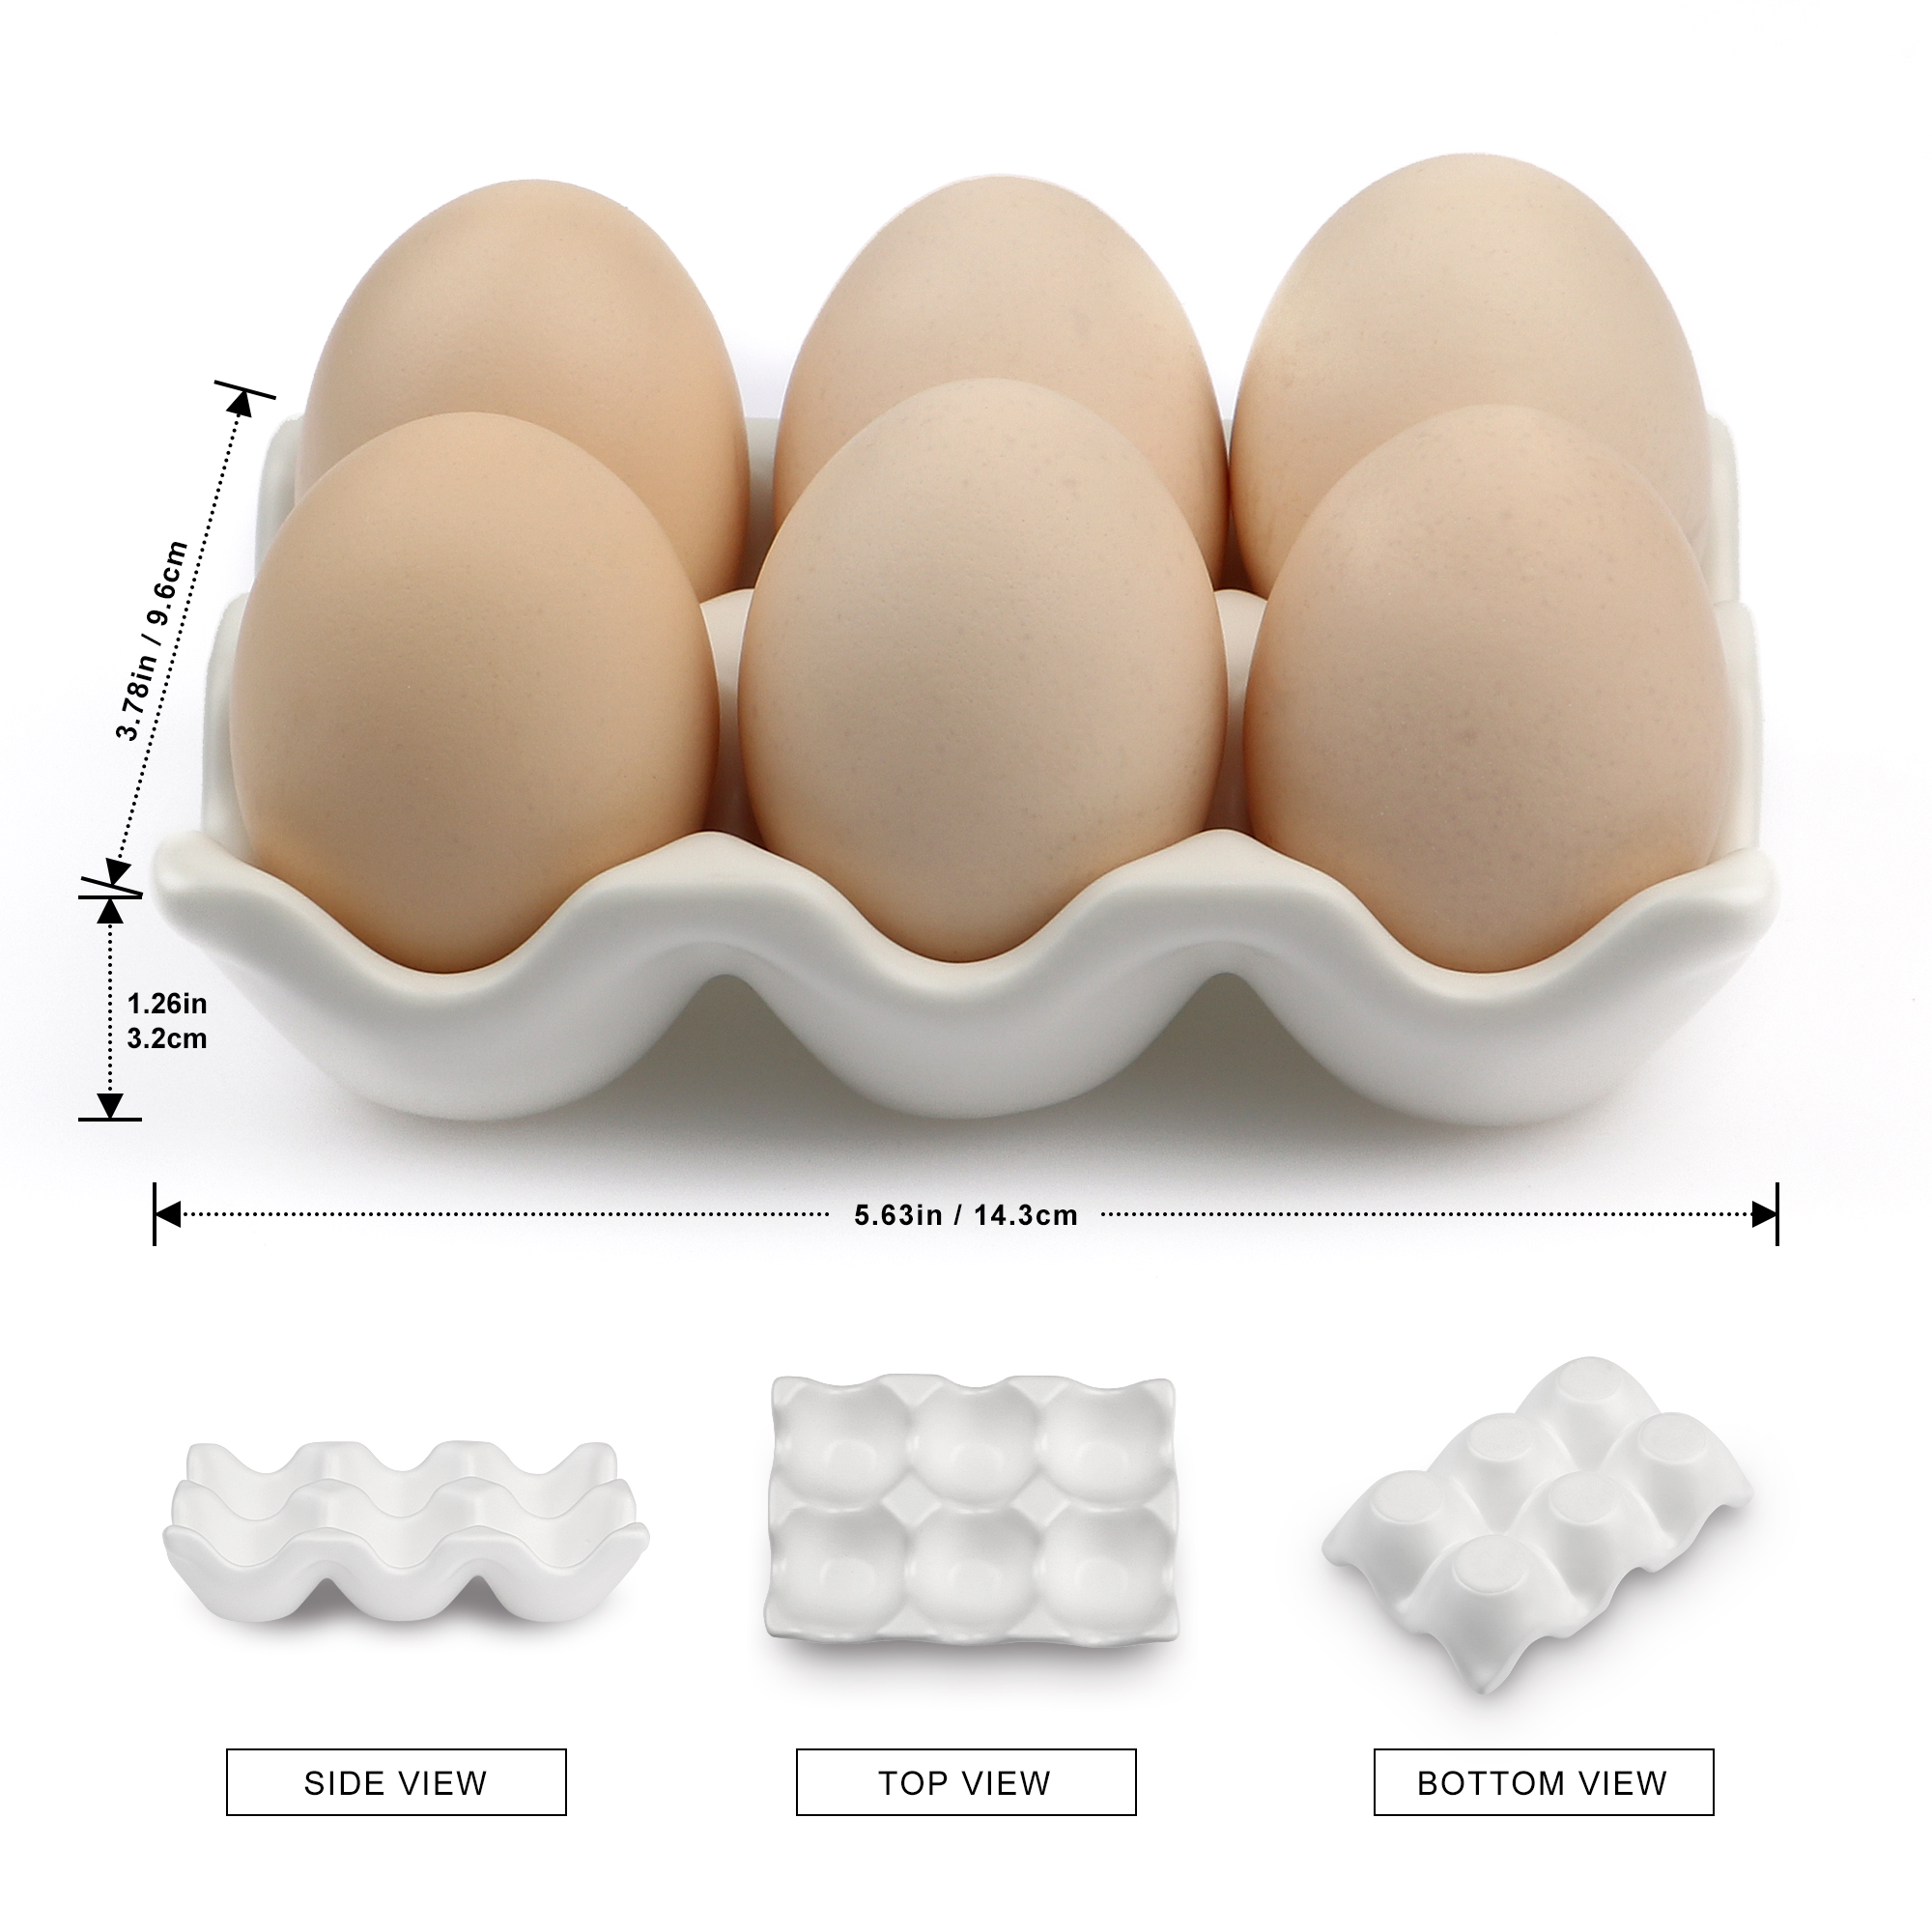 3.78in / 9.6cm
1.26in
3.2cm
5.63in / 14.3cm
SIDE VIEW
TOP VIEW
BOTTOM VIEW